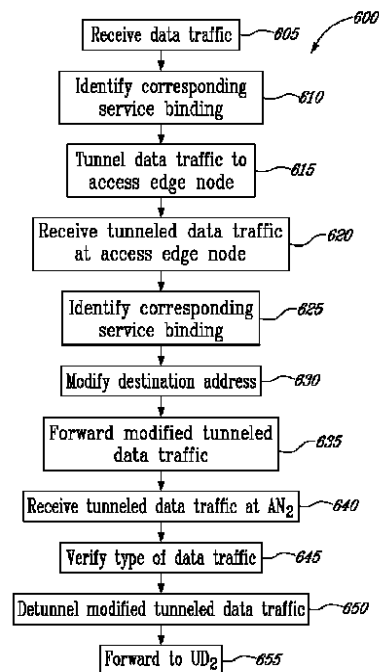 600
Receive data traffic
605
Identify corresponding
service binding
610
Tunnel data traffic to
access edge node
615
Receive tunneled data traffic
at access edge node
620
Identify corresponding
service binding
625
Modify destination address
630
Forward modified tunneled
data traffic
635
Receive tunneled data traffic at AN₂
640
Verify type of data traffic
645
Detunnel modified tunneled data traffic
650
Forward to UD₂
655